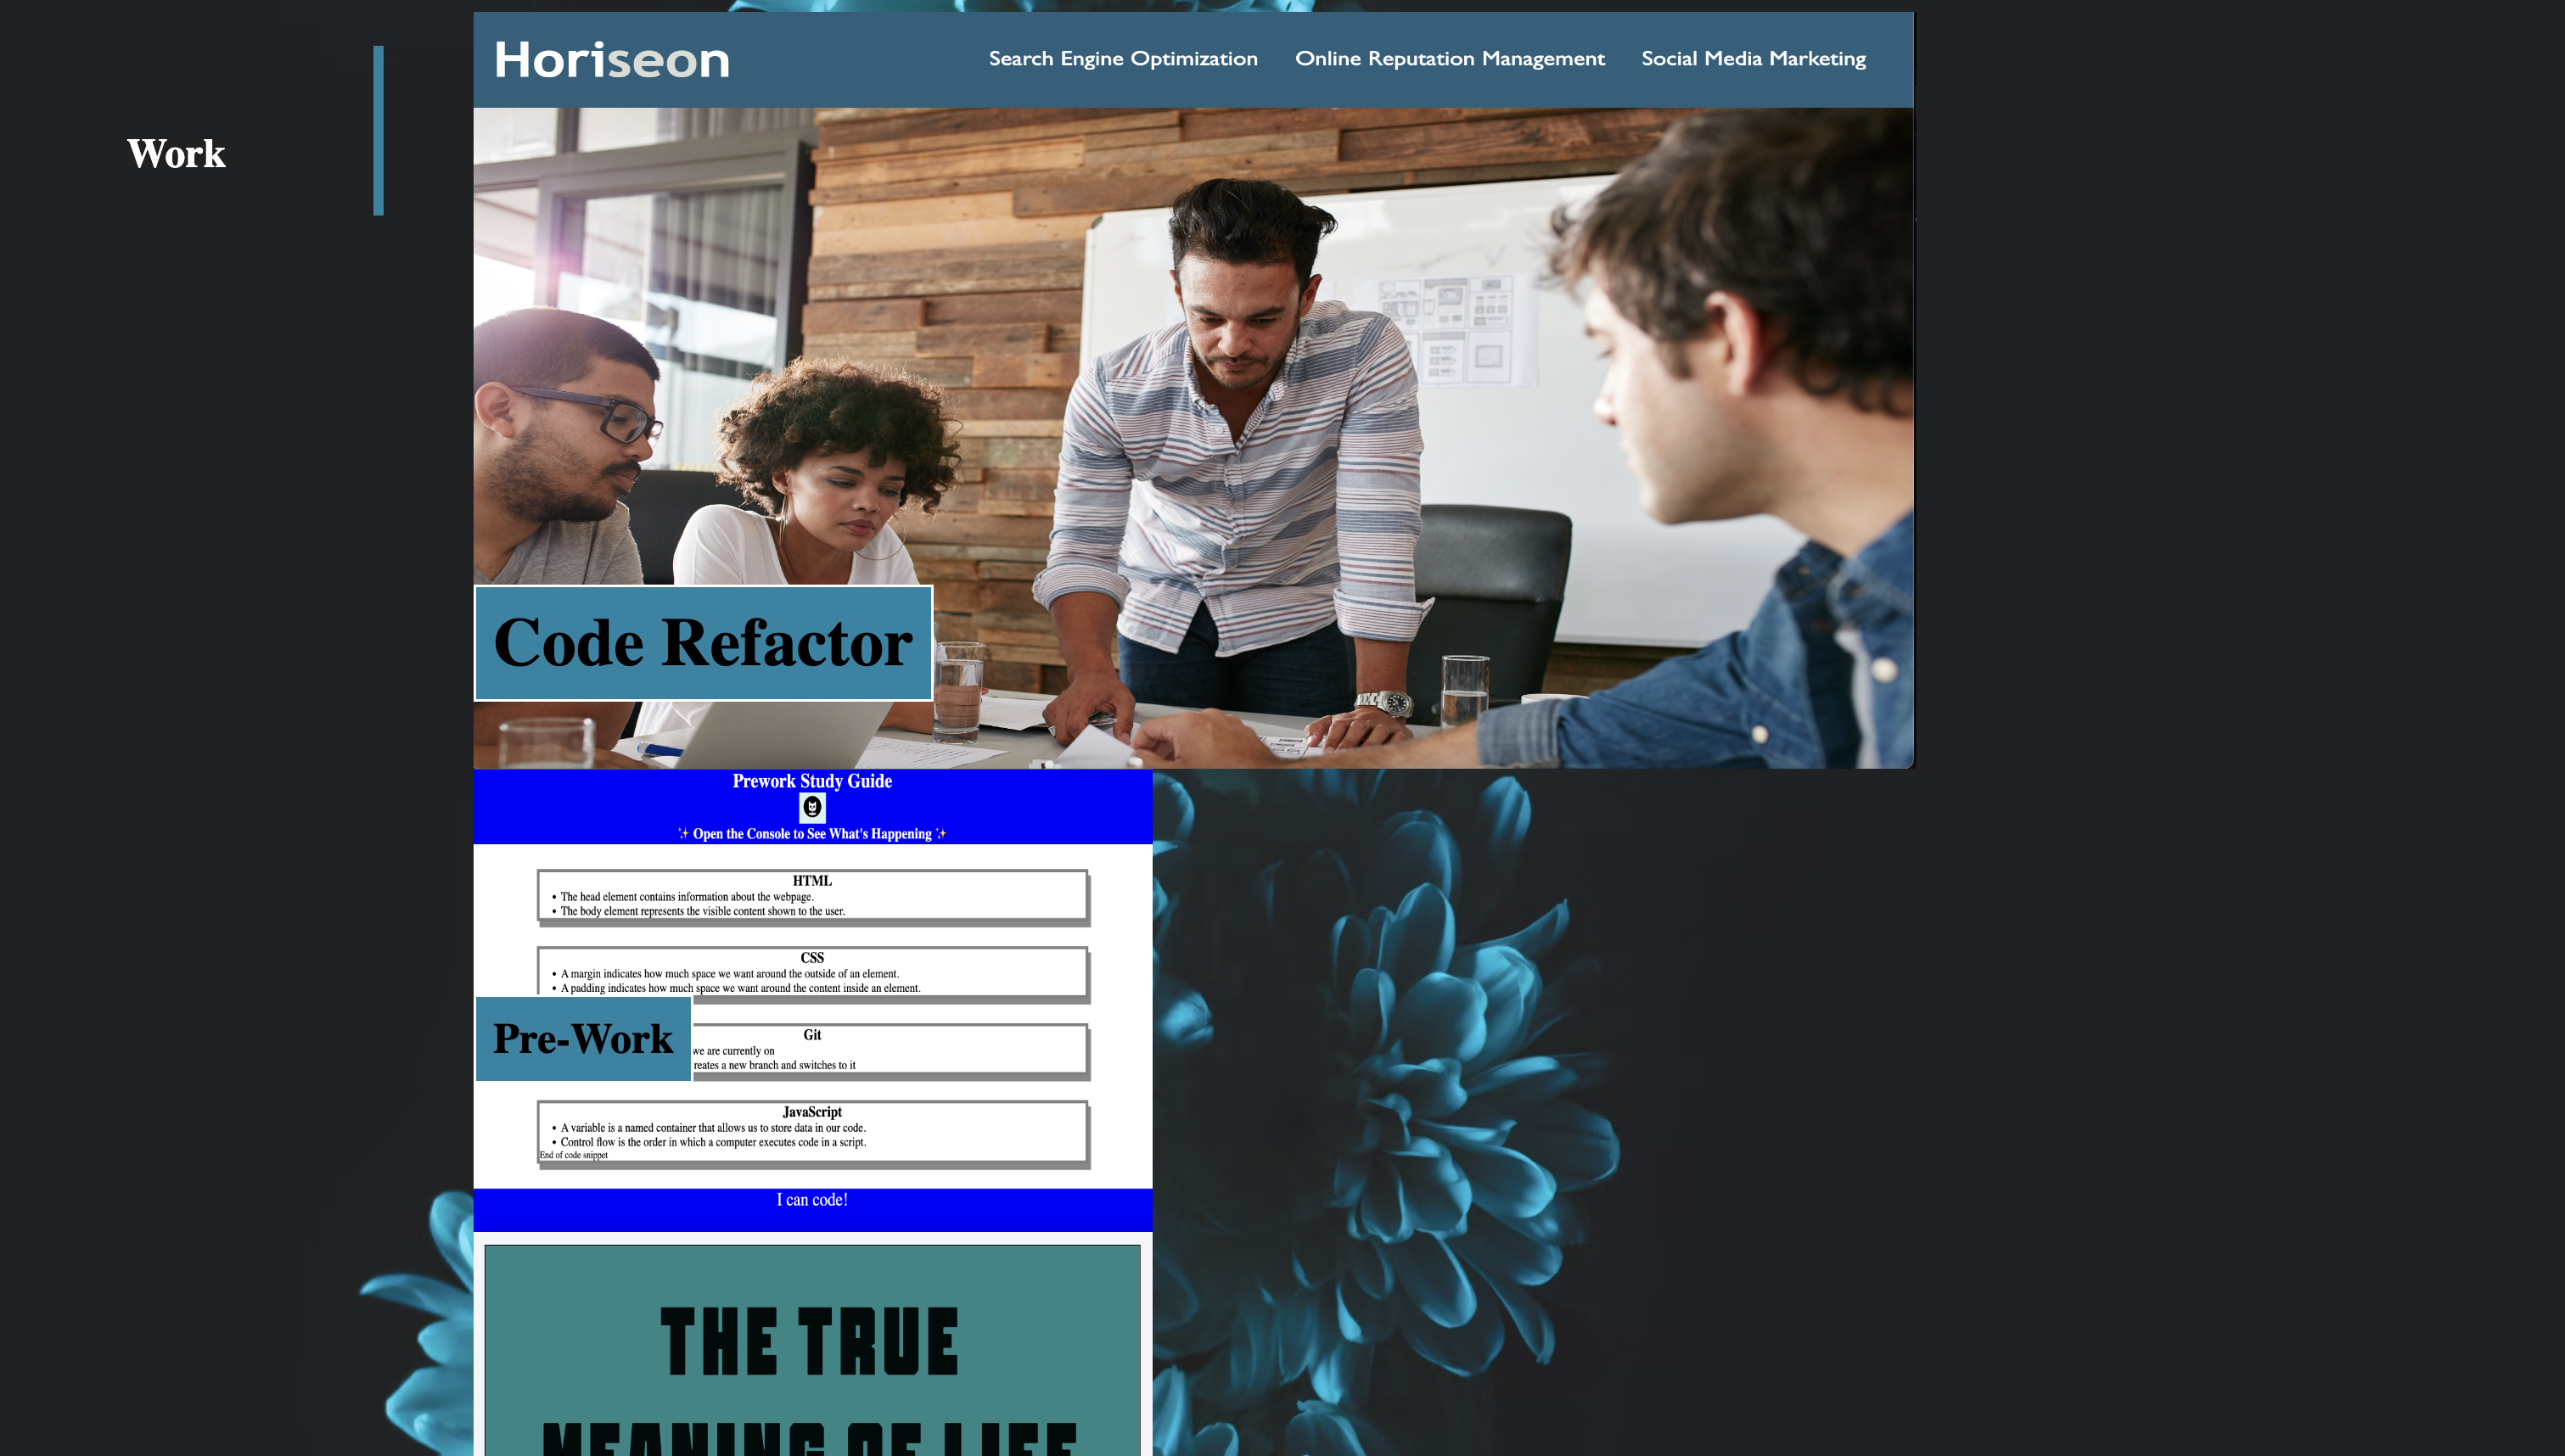 Horiseon
Search Engine Optimization
Online Reputation Management
Social Media Marketing
Work
Code Refactor
Prework Study Guide
✨ Open the Console to See What's Happening ✨
HTML
• The head element contains information about the webpage.
• The body element represents the visible content shown to the user.
CSS
• A margin indicates how much space we want around the outside of an element.
• A padding indicates how much space we want around the content inside an element.
Pre-Work
Git
we are currently on
reates a new branch and switches to it
JavaScript
• A variable is a named container that allows us to store data in our code.
• Control flow is the order in which a computer executes code in a script.
End of code snippet
I can code!
THE TRUE
MEANING OF LIFE